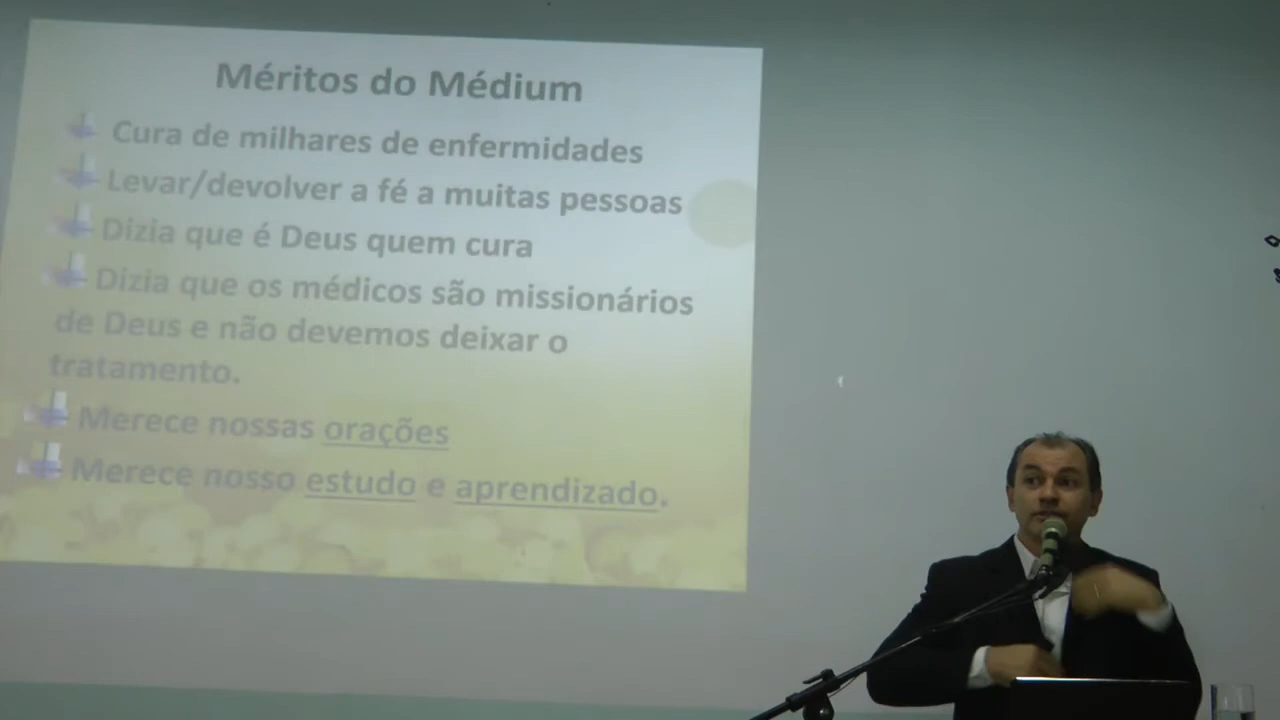 Méritos do Médium
Cura de milhares de enfermidades
Levar/devolver a fé a muitas pessoas
Dizia que é Deus quem cura
Dizia que os médicos são missionários
de Deus e não devemos deixar o
tratamento.
Merece nossas orações
Merece nosso estudo e aprendizado.